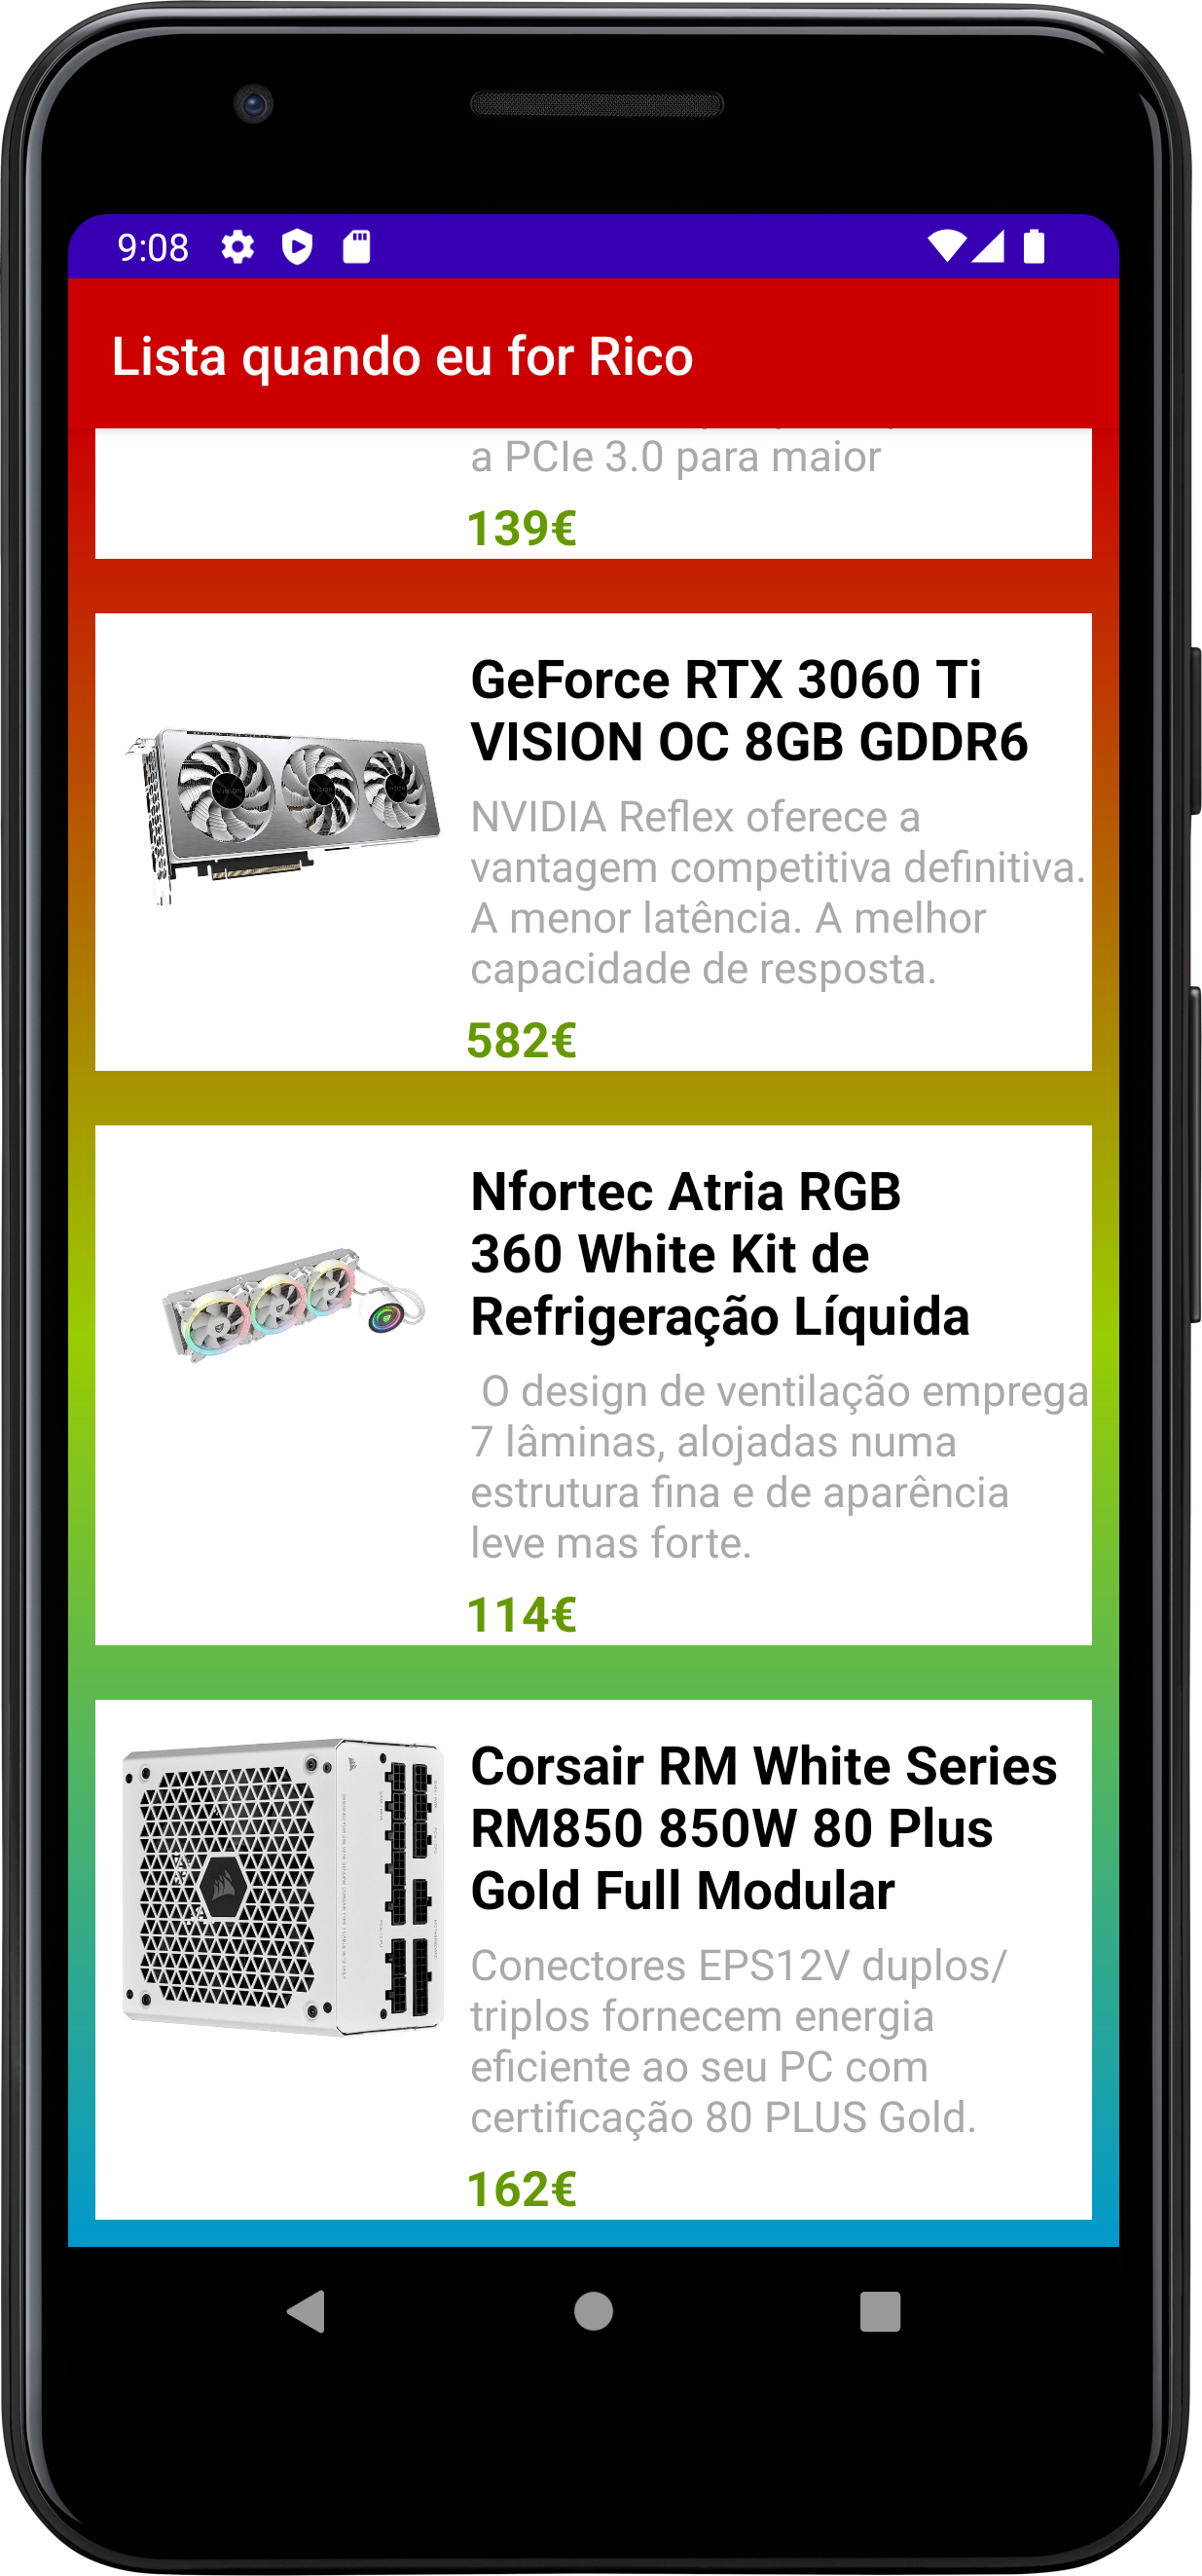 9:08
Lista quando eu for Rico
a PCIe 3.0 para maior
139€
GeForce RTX 3060 Ti
VISION OC 8GB GDDR6
NVIDIA Reflex oferece a
vantagem competitiva definitiva.
A menor latência. A melhor
capacidade de resposta.
582€
Nfortec Atria RGB
360 White Kit de
Refrigeração Líquida
O design de ventilação emprega
7 lâminas, alojadas numa
estrutura fina e de aparência
leve mas forte.
114€
Corsair RM White Series
RM850 850W 80 Plus
Gold Full Modular
Conectores EPS12V duplos/
triplos fornecem energia
eficiente ao seu PC com
certificação 80 PLUS Gold.
162€